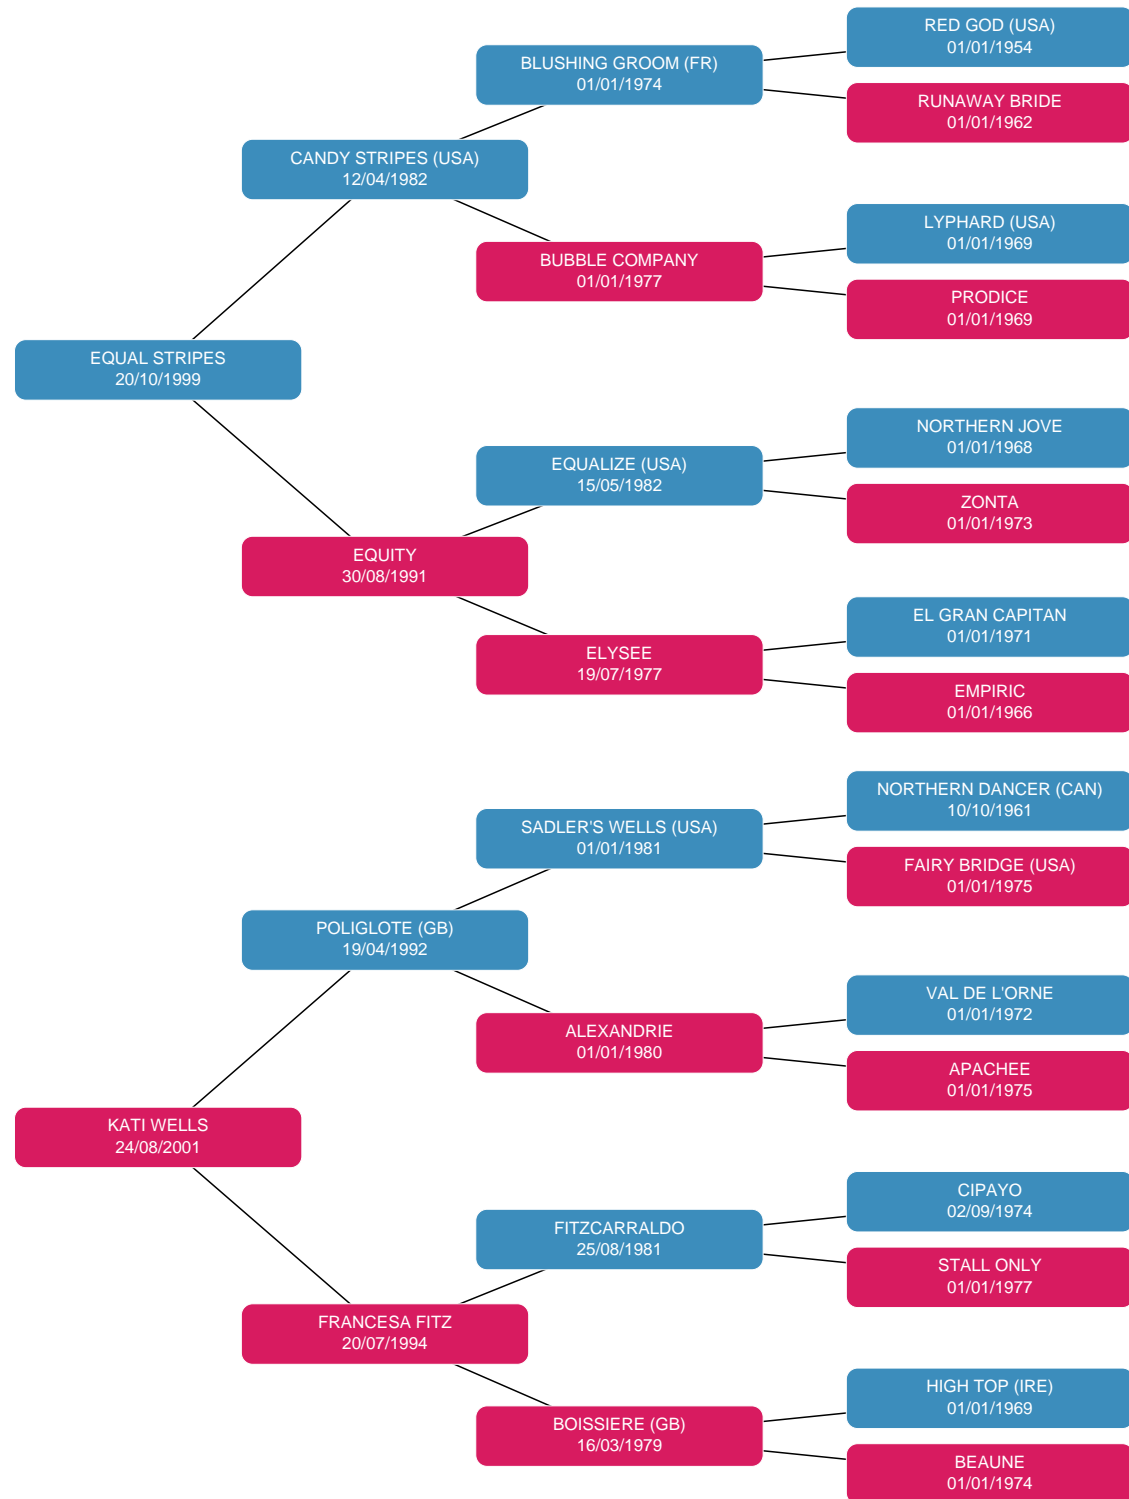 RED GOD (USA)
01/01/1954
BLUSHING GROOM (FR)
01/01/1974
RUNAWAY BRIDE
01/01/1962
CANDY STRIPES (USA)
12/04/1982
LYPHARD (USA)
01/01/1969
BUBBLE COMPANY
01/01/1977
PRODICE
01/01/1969
EQUAL STRIPES
20/10/1999
NORTHERN JOVE
01/01/1968
EQUALIZE (USA)
15/05/1982
ZONTA
01/01/1973
EQUITY
30/08/1991
EL GRAN CAPITAN
01/01/1971
ELYSEE
19/07/1977
EMPIRIC
01/01/1966
NORTHERN DANCER (CAN)
10/10/1961
SADLER'S WELLS (USA)
01/01/1981
FAIRY BRIDGE (USA)
01/01/1975
POLIGLOTE (GB)
19/04/1992
VAL DE L'ORNE
01/01/1972
ALEXANDRIE
01/01/1980
APACHEE
01/01/1975
KATI WELLS
24/08/2001
CIPAYO
02/09/1974
FITZCARRALDO
25/08/1981
STALL ONLY
01/01/1977
FRANCESA FITZ
20/07/1994
HIGH TOP (IRE)
01/01/1969
BOISSIERE (GB)
16/03/1979
BEAUNE
01/01/1974